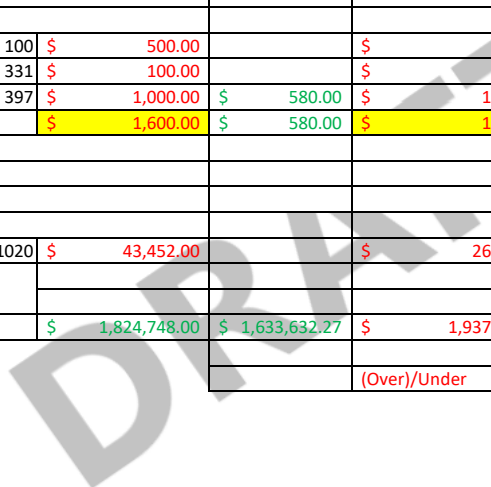 100 $ 500.00 $
331 $ 100.00 $
397 $ 1,000.00 $ 580.00 $ 1
$ 1,600.00 $ 580.00 $ 1
1020 $ 43,452.00 $ 26
$ 1,824,748.00 $ 1,633,632.27 $ 1,937
(Over)/Under
DRAFT